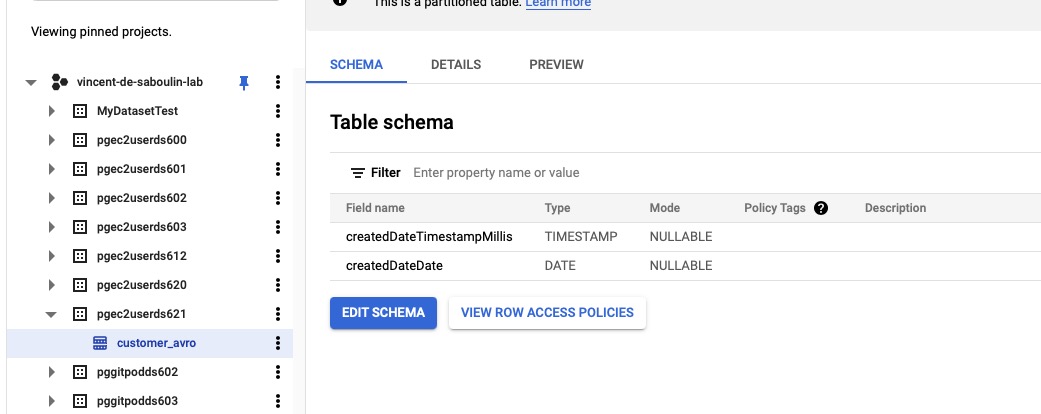 This is a partitioned table. Learn more
Viewing pinned projects.
vincent-de-saboulin-lab
MyDatasetTest
pgec2userds600
pgec2userds601
pgec2userds602
pgec2userds603
pgec2userds612
pgec2userds620
pgec2userds621
customer_avro
pggitpodds602
pggitpodds603
SCHEMA DETAILS PREVIEW
Table schema
Filter Enter property name or value
Field name Type Mode Policy Tags ? Description
createdDateTimestampMillis TIMESTAMP NULLABLE
createdDateDate DATE NULLABLE
EDIT SCHEMA VIEW ROW ACCESS POLICIES